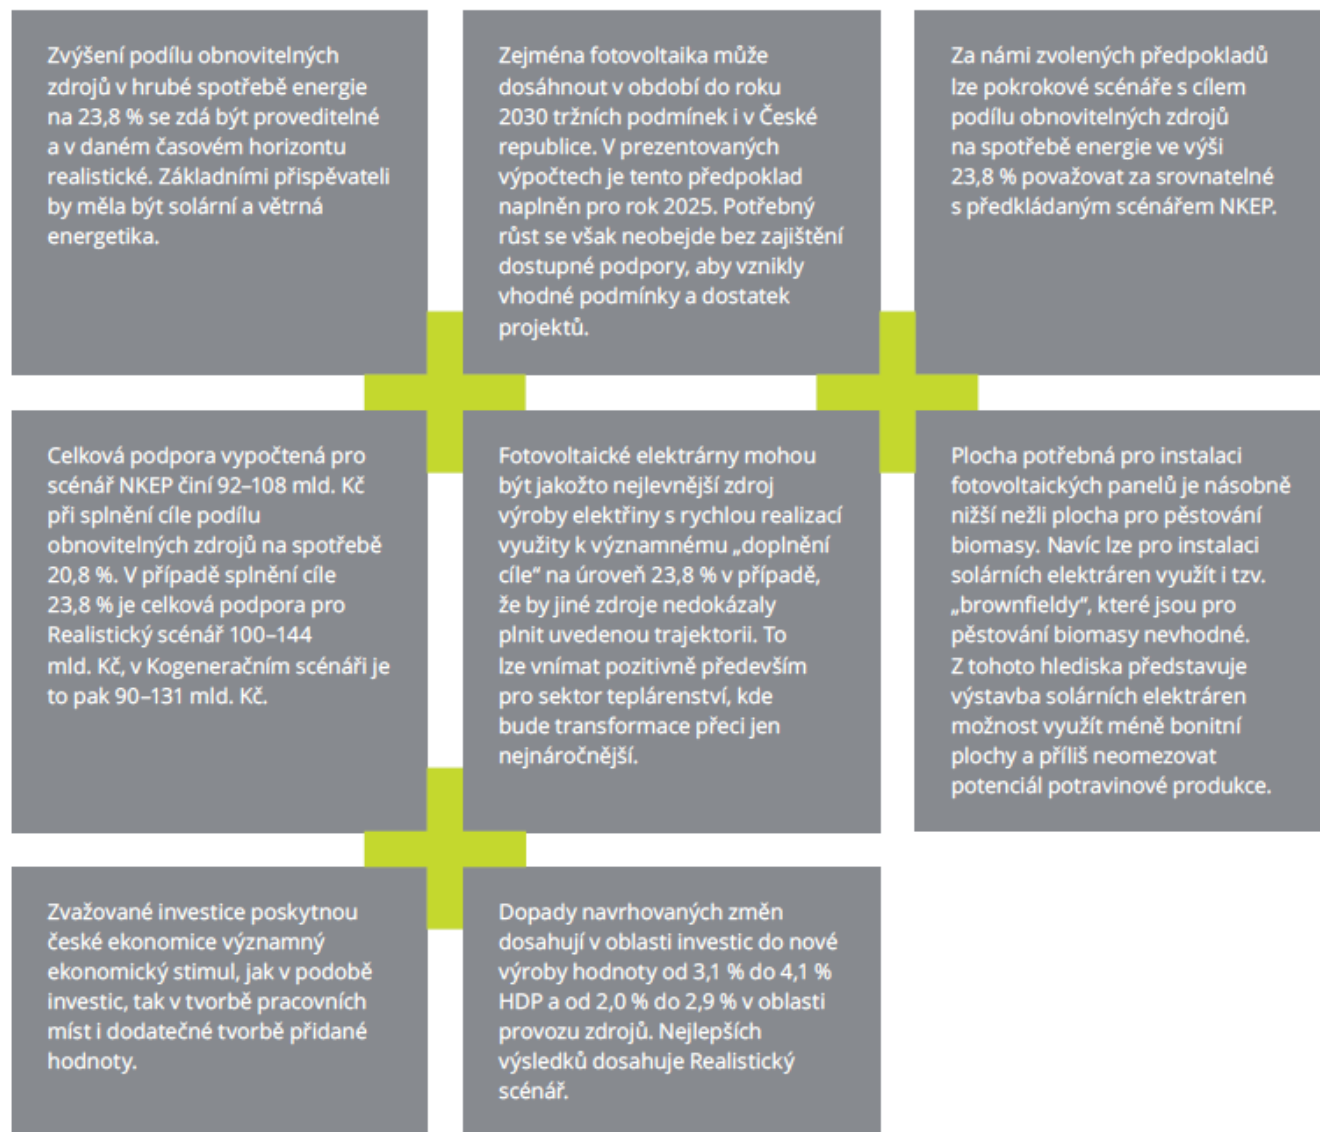 Zvýšení podílu obnovitelných
zdrojů v hrubé spotřebě energie
na 23,8 % se zdá být proveditelné
a v daném časovém horizontu
realistické. Základními přispěvateli
by měla být solární a větrná
energetika.
Zejména fotovoltaika může
dosáhnout v období do roku
2030 tržních podmínek i v České
republice. V prezentovaných
výpočtech je tento předpoklad
naplněn pro rok 2025. Potřebný
růst se však neobejde bez zajištění
dostupné podpory, aby vznikly
vhodné podmínky a dostatek
projektů.
Za námi zvolených předpokladů
lze pokrokové scénáře s cílem
podílu obnovitelných zdrojů
na spotřebě energie ve výši
23,8 % považovat za srovnatelné
s předkládaným scénářem NKEP.
Celková podpora vypočtená pro
scénář NKEP činí 92–108 mld. Kč
při splnění cíle podílu
obnovitelných zdrojů na spotřebě
20,8 %. V případě splnění cíle
23,8 % je celková podpora pro
Realistický scénář 100–144
mld. Kč, v Kogeneračním scénáři je
to pak 90–131 mld. Kč.
Fotovoltaické elektrárny mohou
být jakožto nejlevnější zdroj
výroby elektřiny s rychlou realizací
využity k významnému „doplnění
cíle“ na úroveň 23,8 % v případě,
že by jiné zdroje nedokázaly
plnit uvedenou trajektorii. To
lze vnímat pozitivně především
pro sektor teplárenství, kde
bude transformace přeci jen
nejnáročnější.
Plocha potřebná pro instalaci
fotovoltaických panelů je násobně
nižší nežli plocha pro pěstování
biomasy. Navíc lze pro instalaci
solárních elektráren využít i tzv.
„brownfieldy“, které jsou pro
pěstování biomasy nevhodné.
Z tohoto hlediska představuje
výstavba solárních elektráren
možnost využít méně bonitní
plochy a příliš neomezovat
potenciál potravinové produkce.
Zvažované investice poskytnou
české ekonomice významný
ekonomický stimul, jak v podobě
investic, tak v tvorbě pracovních
míst i dodatečné tvorbě přidané
hodnoty.
Dopady navrhovaných změn
dosahují v oblasti investic do nové
výroby hodnoty od 3,1 % do 4,1 %
HDP a od 2,0 % do 2,9 % v oblasti
provozu zdrojů. Nejlepších
výsledků dosahuje Realistický
scénář.